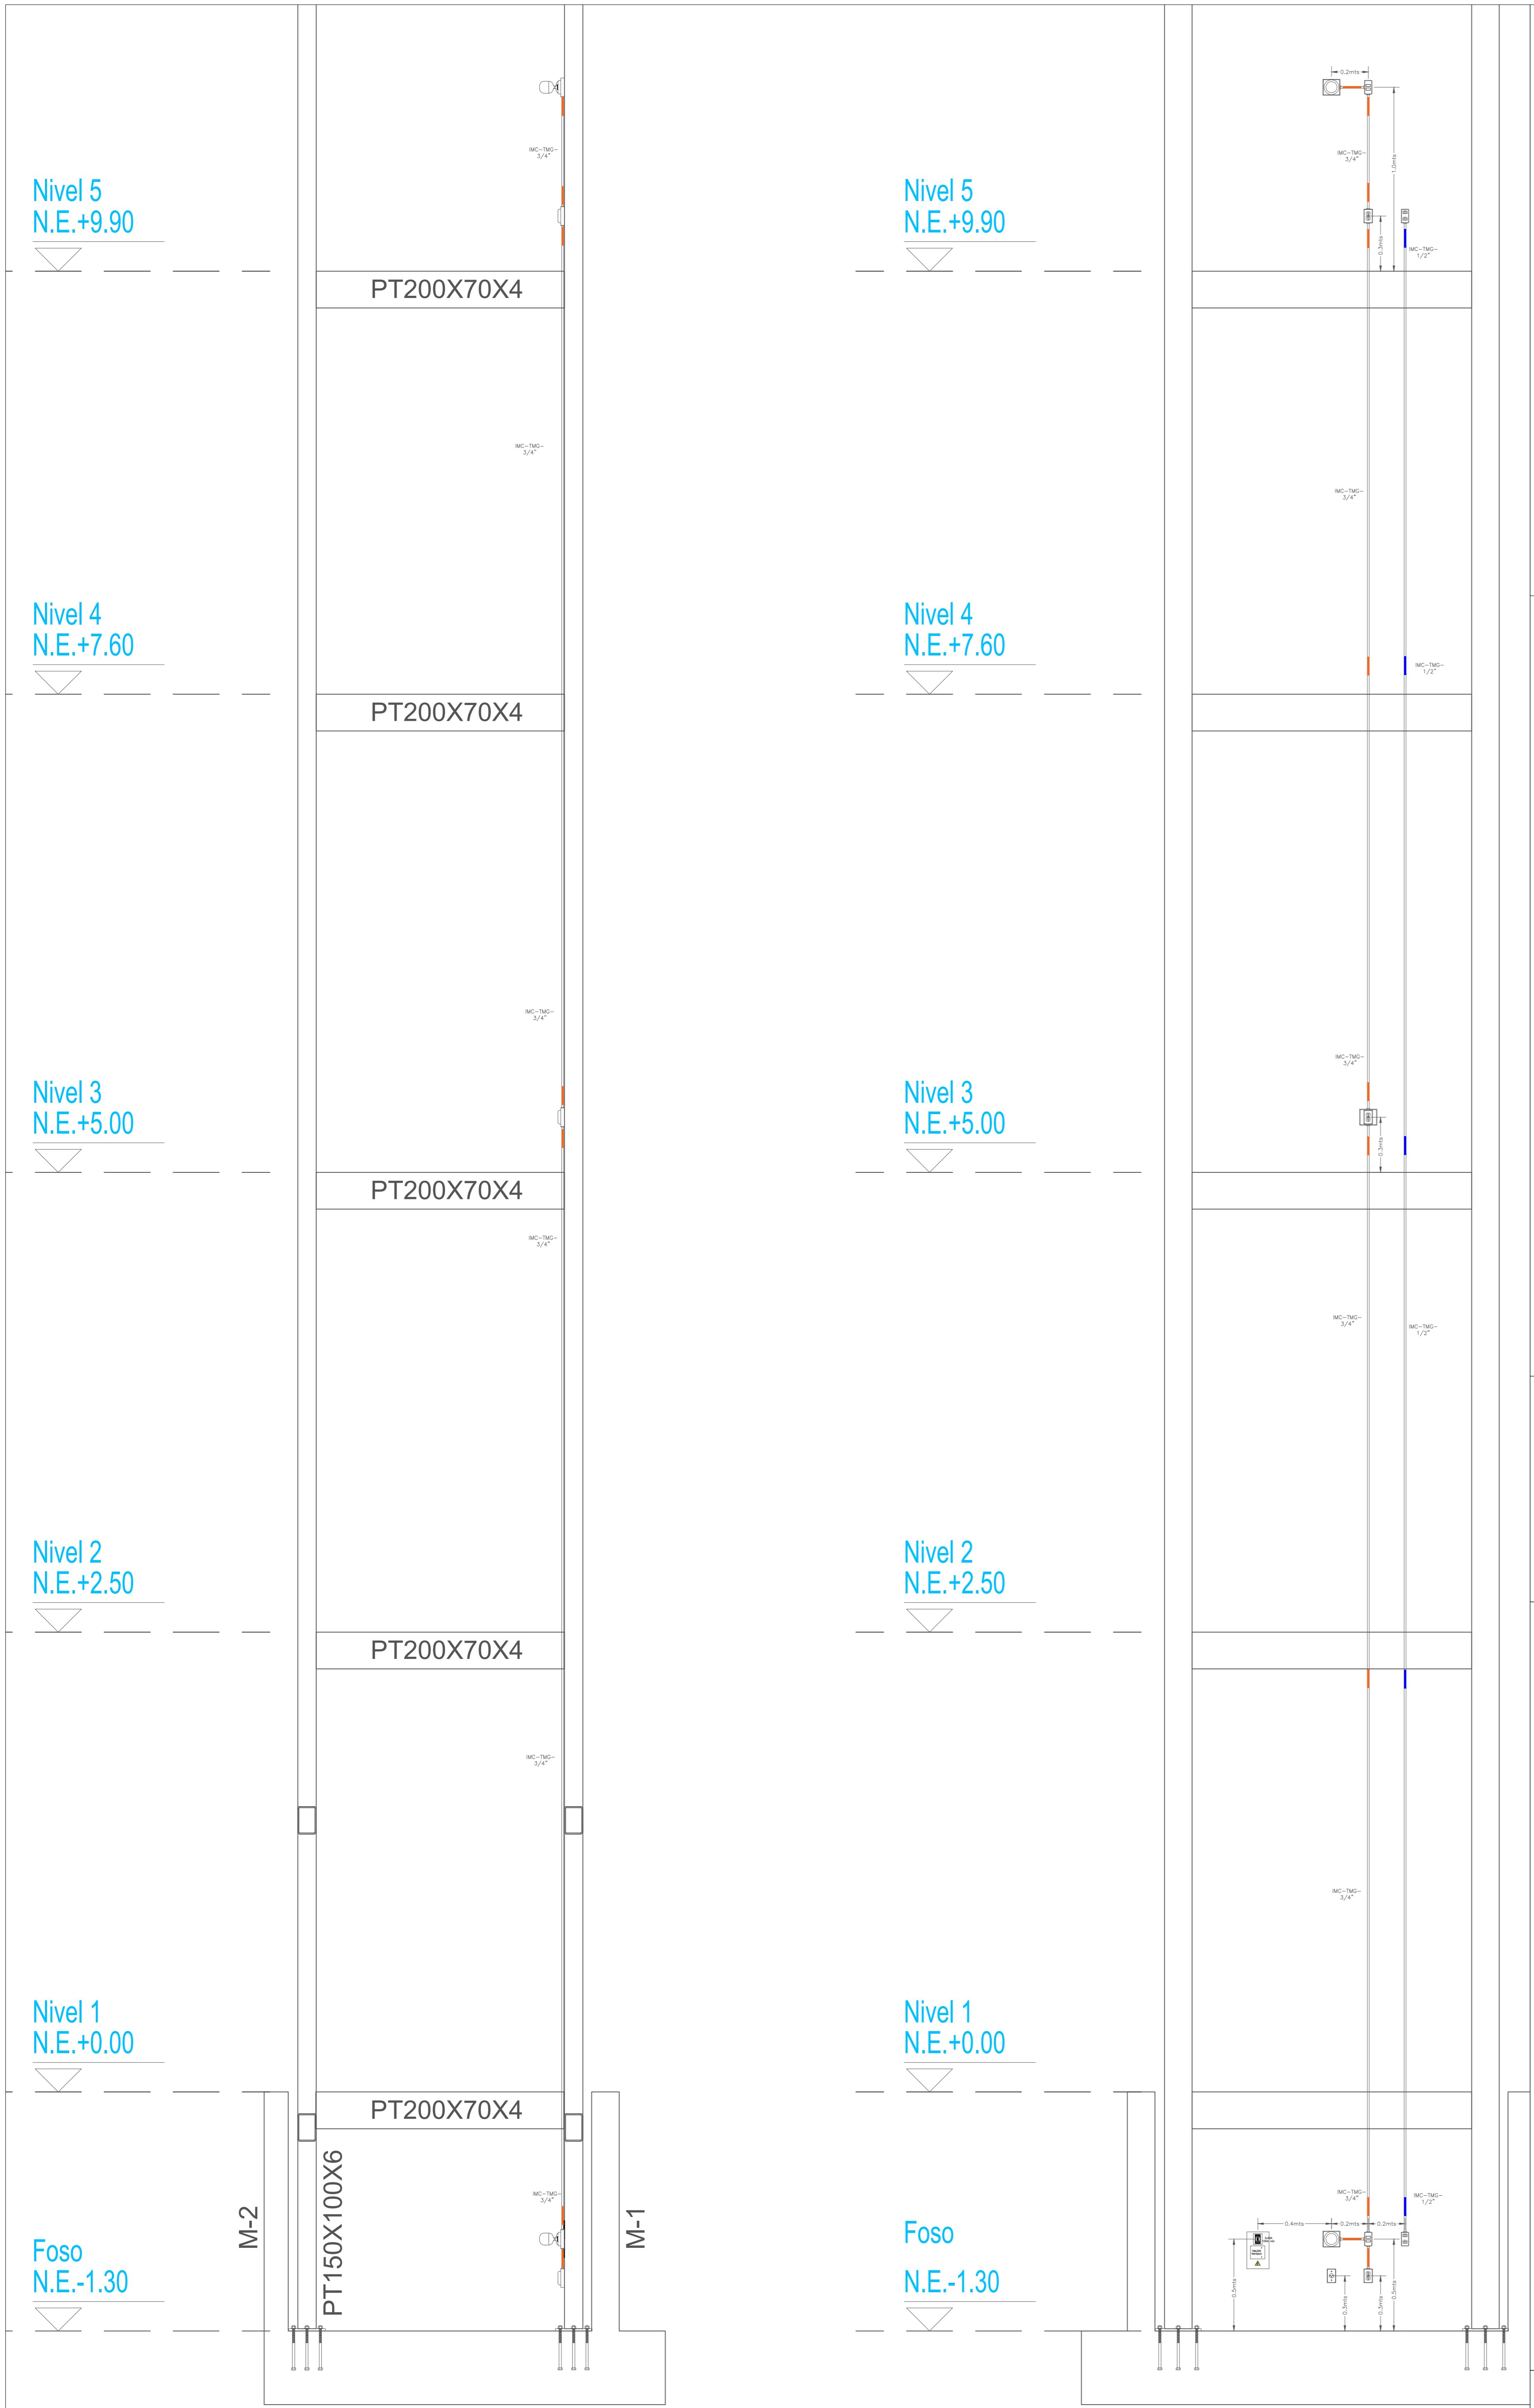 0.2mts
IMC-TMG-
3/4"
IMC-TMG-
3/4"
1.0mts
Nivel 5
N.E.+9.90
Nivel 5
N.E.+9.90
0.3mts
IMC-TMG-
1/2"
PT200X70X4
IMC-TMG-
3/4"
IMC-TMG-
3/4"
Nivel 4
N.E.+7.60
Nivel 4
N.E.+7.60
IMC-TMG-
1/2"
PT200X70X4
IMC-TMG-
3/4"
IMC-TMG-
3/4"
Nivel 3
N.E.+5.00
Nivel 3
N.E.+5.00
0.3mts
PT200X70X4
IMC-TMG-
3/4"
IMC-TMG-
3/4"
IMC-TMG-
1/2"
Nivel 2
N.E.+2.50
Nivel 2
N.E.+2.50
PT200X70X4
IMC-TMG-
3/4"
IMC-TMG-
3/4"
Nivel 1
N.E.+0.00
Nivel 1
N.E.+0.00
PT200X70X4
M-2
PT150X100X6
IMC-TMG-
3/4"
M-1
IMC-TMG-
3/4"
IMC-TMG-
1/2"
0.4mts
0.2mts
0.2mts
Foso
N.E.-1.30
Foso
N.E.-1.30
0.5mts
0.3mts
0.3mts
0.5mts